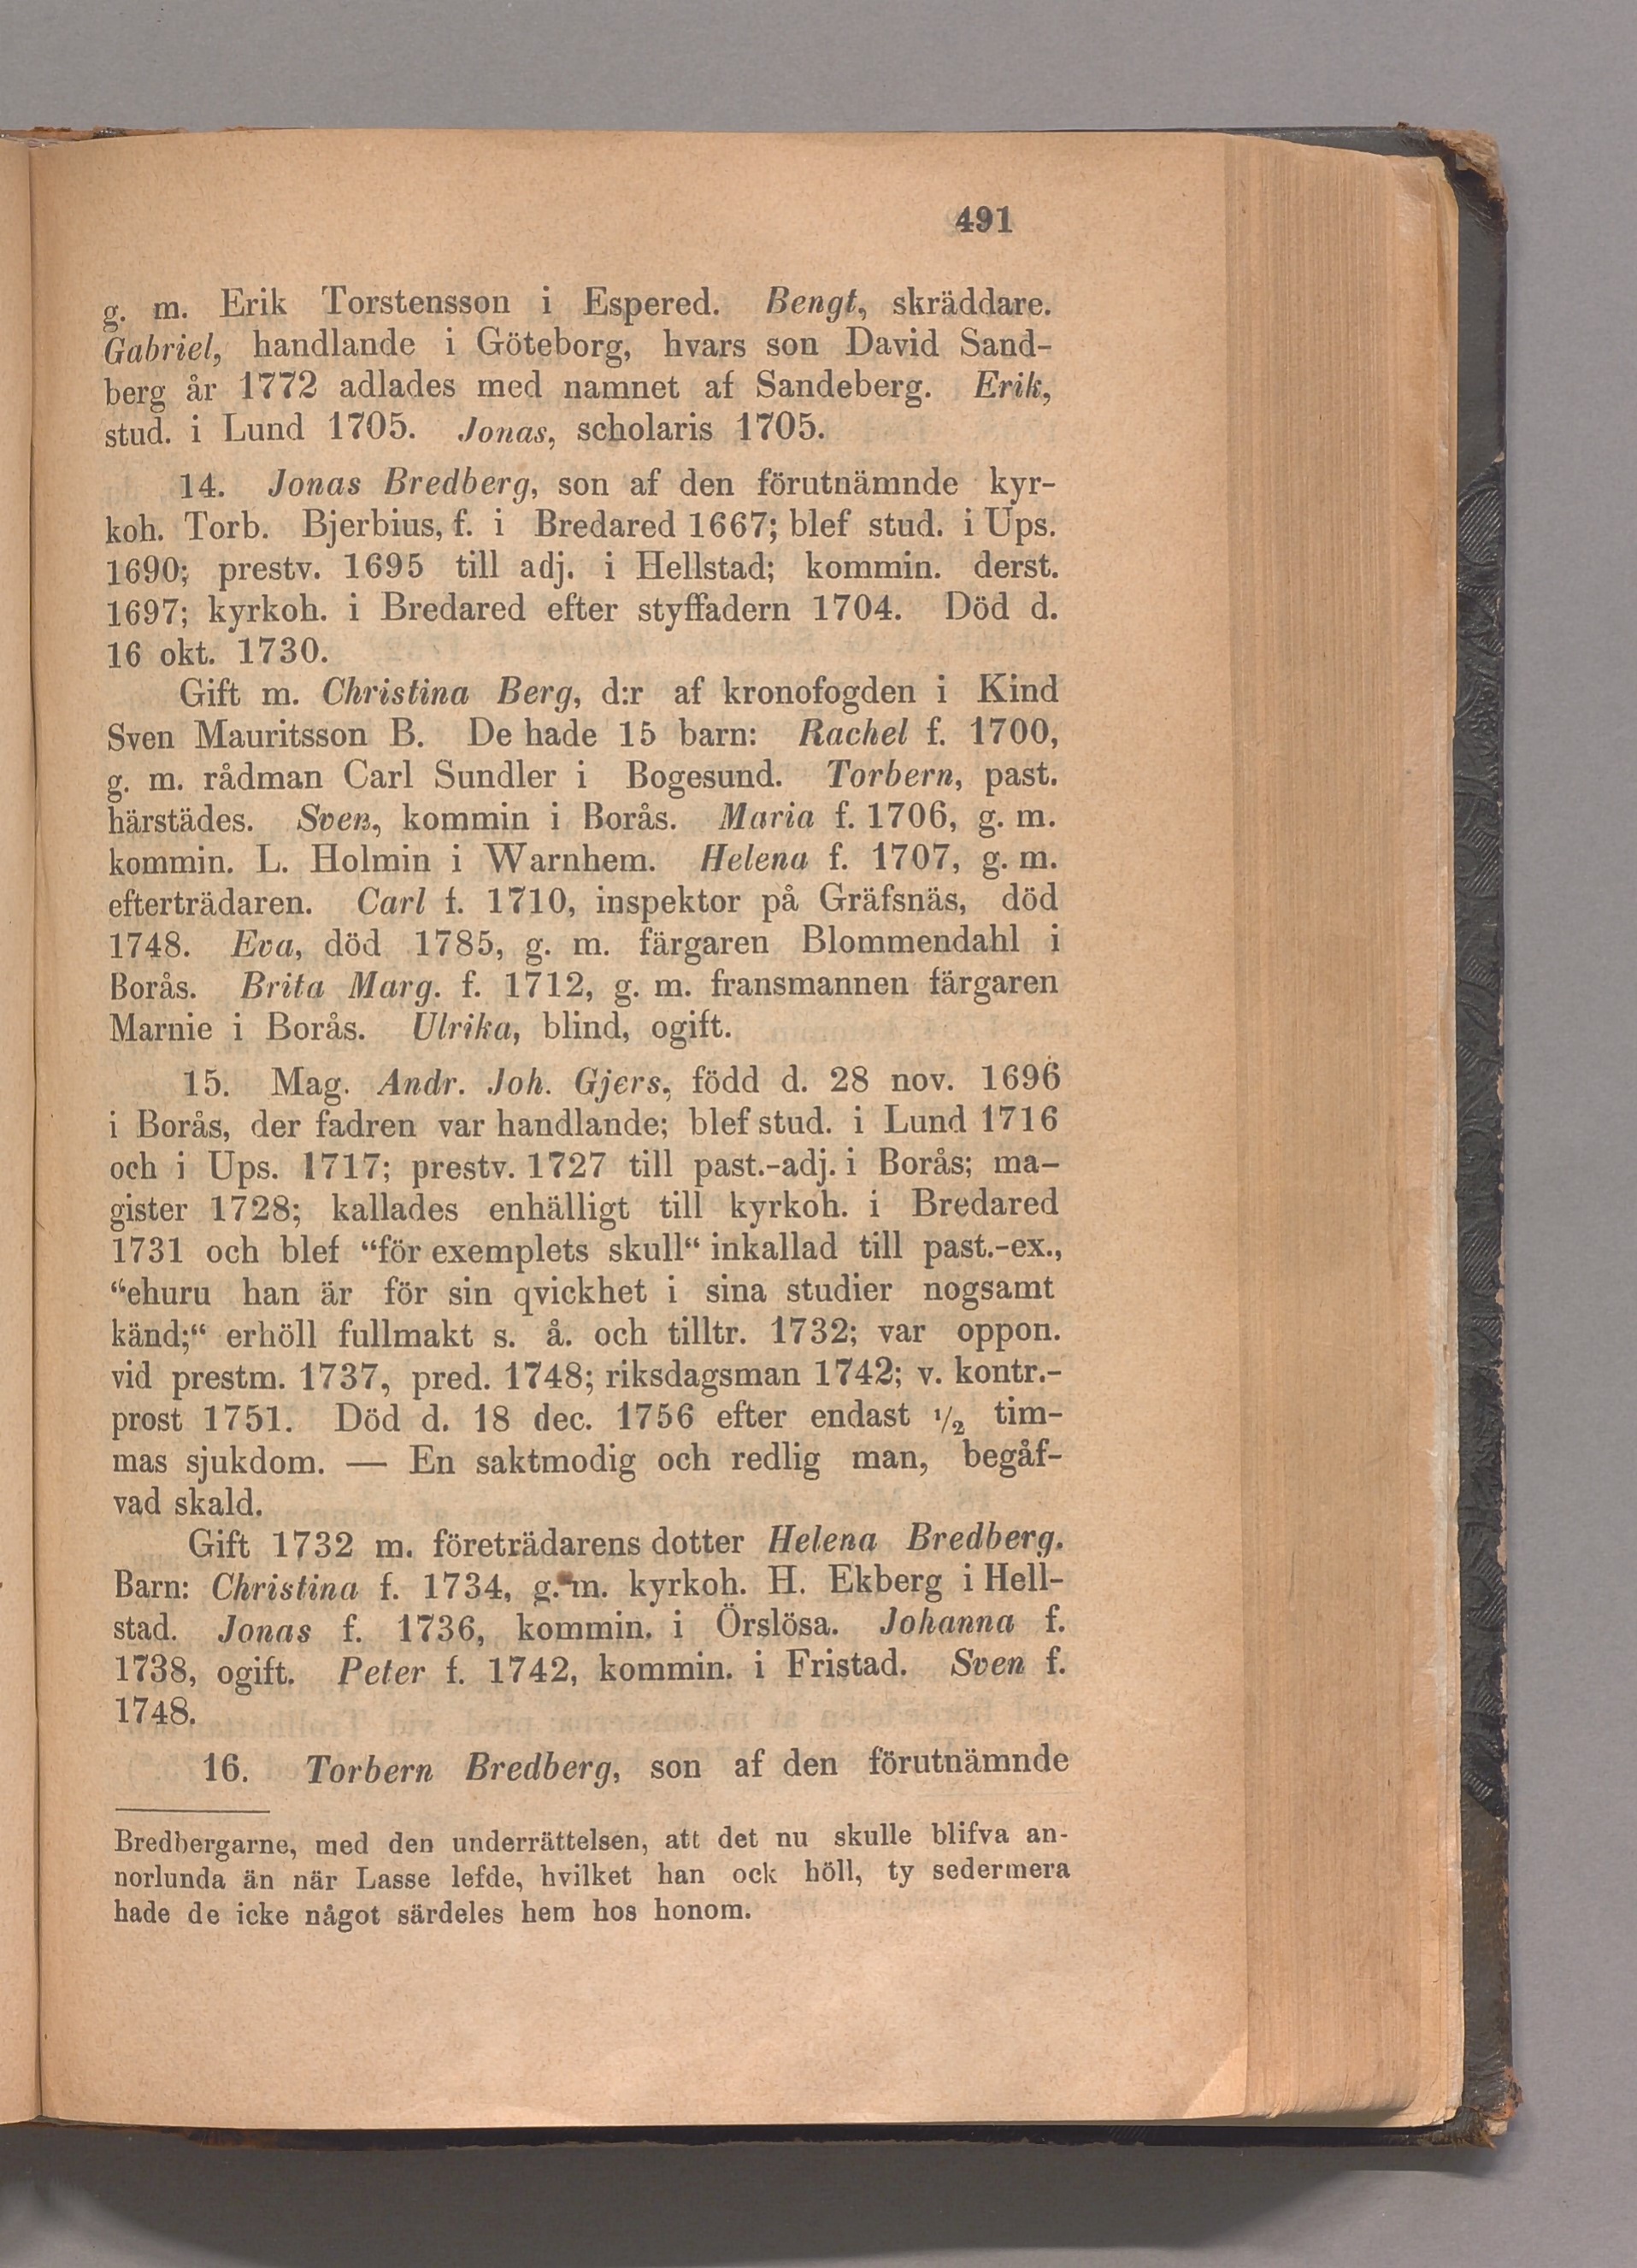 491
g. m. Erik Torstensson i Espered. Bengt, skräddare.
Gabriel, handlande i Göteborg, hvars son David Sand-
berg år 1772 adlades med namnet af Sandeberg. Erik,
stud. i Lund 1705. Jonas, scholaris 1705.
14. Jonas Bredberg, son af den förutnämnde kyr-
koh. Torb. Bjerbius, f. i Bredared 1667; blef stud. i Ups.
1690; prestv. 1695 till adj. i Hellstad; kommin. derst.
1697; kyrkoh. i Bredared efter styffadern 1704. Död d.
16 okt. 1730.
Gift m. Christina Berg, d:r af kronofogden i Kind
Sven Mauritsson B. De hade 15 barn: Rachel f. 1700,
g. m. rådman Carl Sundler i Bogesund. Torbern, past.
härstädes. Sven, kommin i Borås. Maria f. 1706, g. m.
kommin. L. Holmin i Warnhem. Helena f. 1707, g. m.
efterträdaren. Carl f. 1710, inspektor på Gräfsnäs, död
1748. Eva, död 1785, g. m. färgaren Blommendahl i
Borås. Brita Marg. f. 1712, g. m. fransmannen färgaren
Marnie i Borås. Ulrika, blind, ogift.
15. Mag. Andr. Joh. Gjers, född d. 28 nov. 1696
i Borås, der fadren var handlande; blef stud. i Lund 1716
och i Ups. 1717; prestv. 1727 till past.-adj. i Borås; ma-
gister 1728; kallades enhälligt till kyrkoh. i Bredared
1731 och blef “för exemplets skull“ inkallad till past.-ex.,
“ehuru han är för sin qvickhet i sina studier nogsamt
känd;“ erhöll fullmakt s. å. och tilltr. 1732; var oppon.
vid prestm. 1737, pred. 1748; riksdagsman 1742; v. kontr.-
prost 1751. Död d. 18 dec. 1756 efter endast ½ tim-
mas sjukdom. — En saktmodig och redlig man, begåf-
vad skald.
Gift 1732 m. företrädarens dotter Helena Bredberg.
Barn: Christina f. 1734, g. m. kyrkoh. H. Ekberg i Hell-
stad. Jonas f. 1736, kommin. i Örslösa. Johanna f.
1738, ogift. Peter f. 1742, kommin. i Fristad. Sven f.
1748.
16. Torbern Bredberg, son af den förutnämnde
Bredbergarne, med den underrättelsen, att det nu skulle blifva an-
norlunda än när Lasse lefde, hvilket han ock höll, ty sedermera
hade de icke något särdeles hem hos honom.